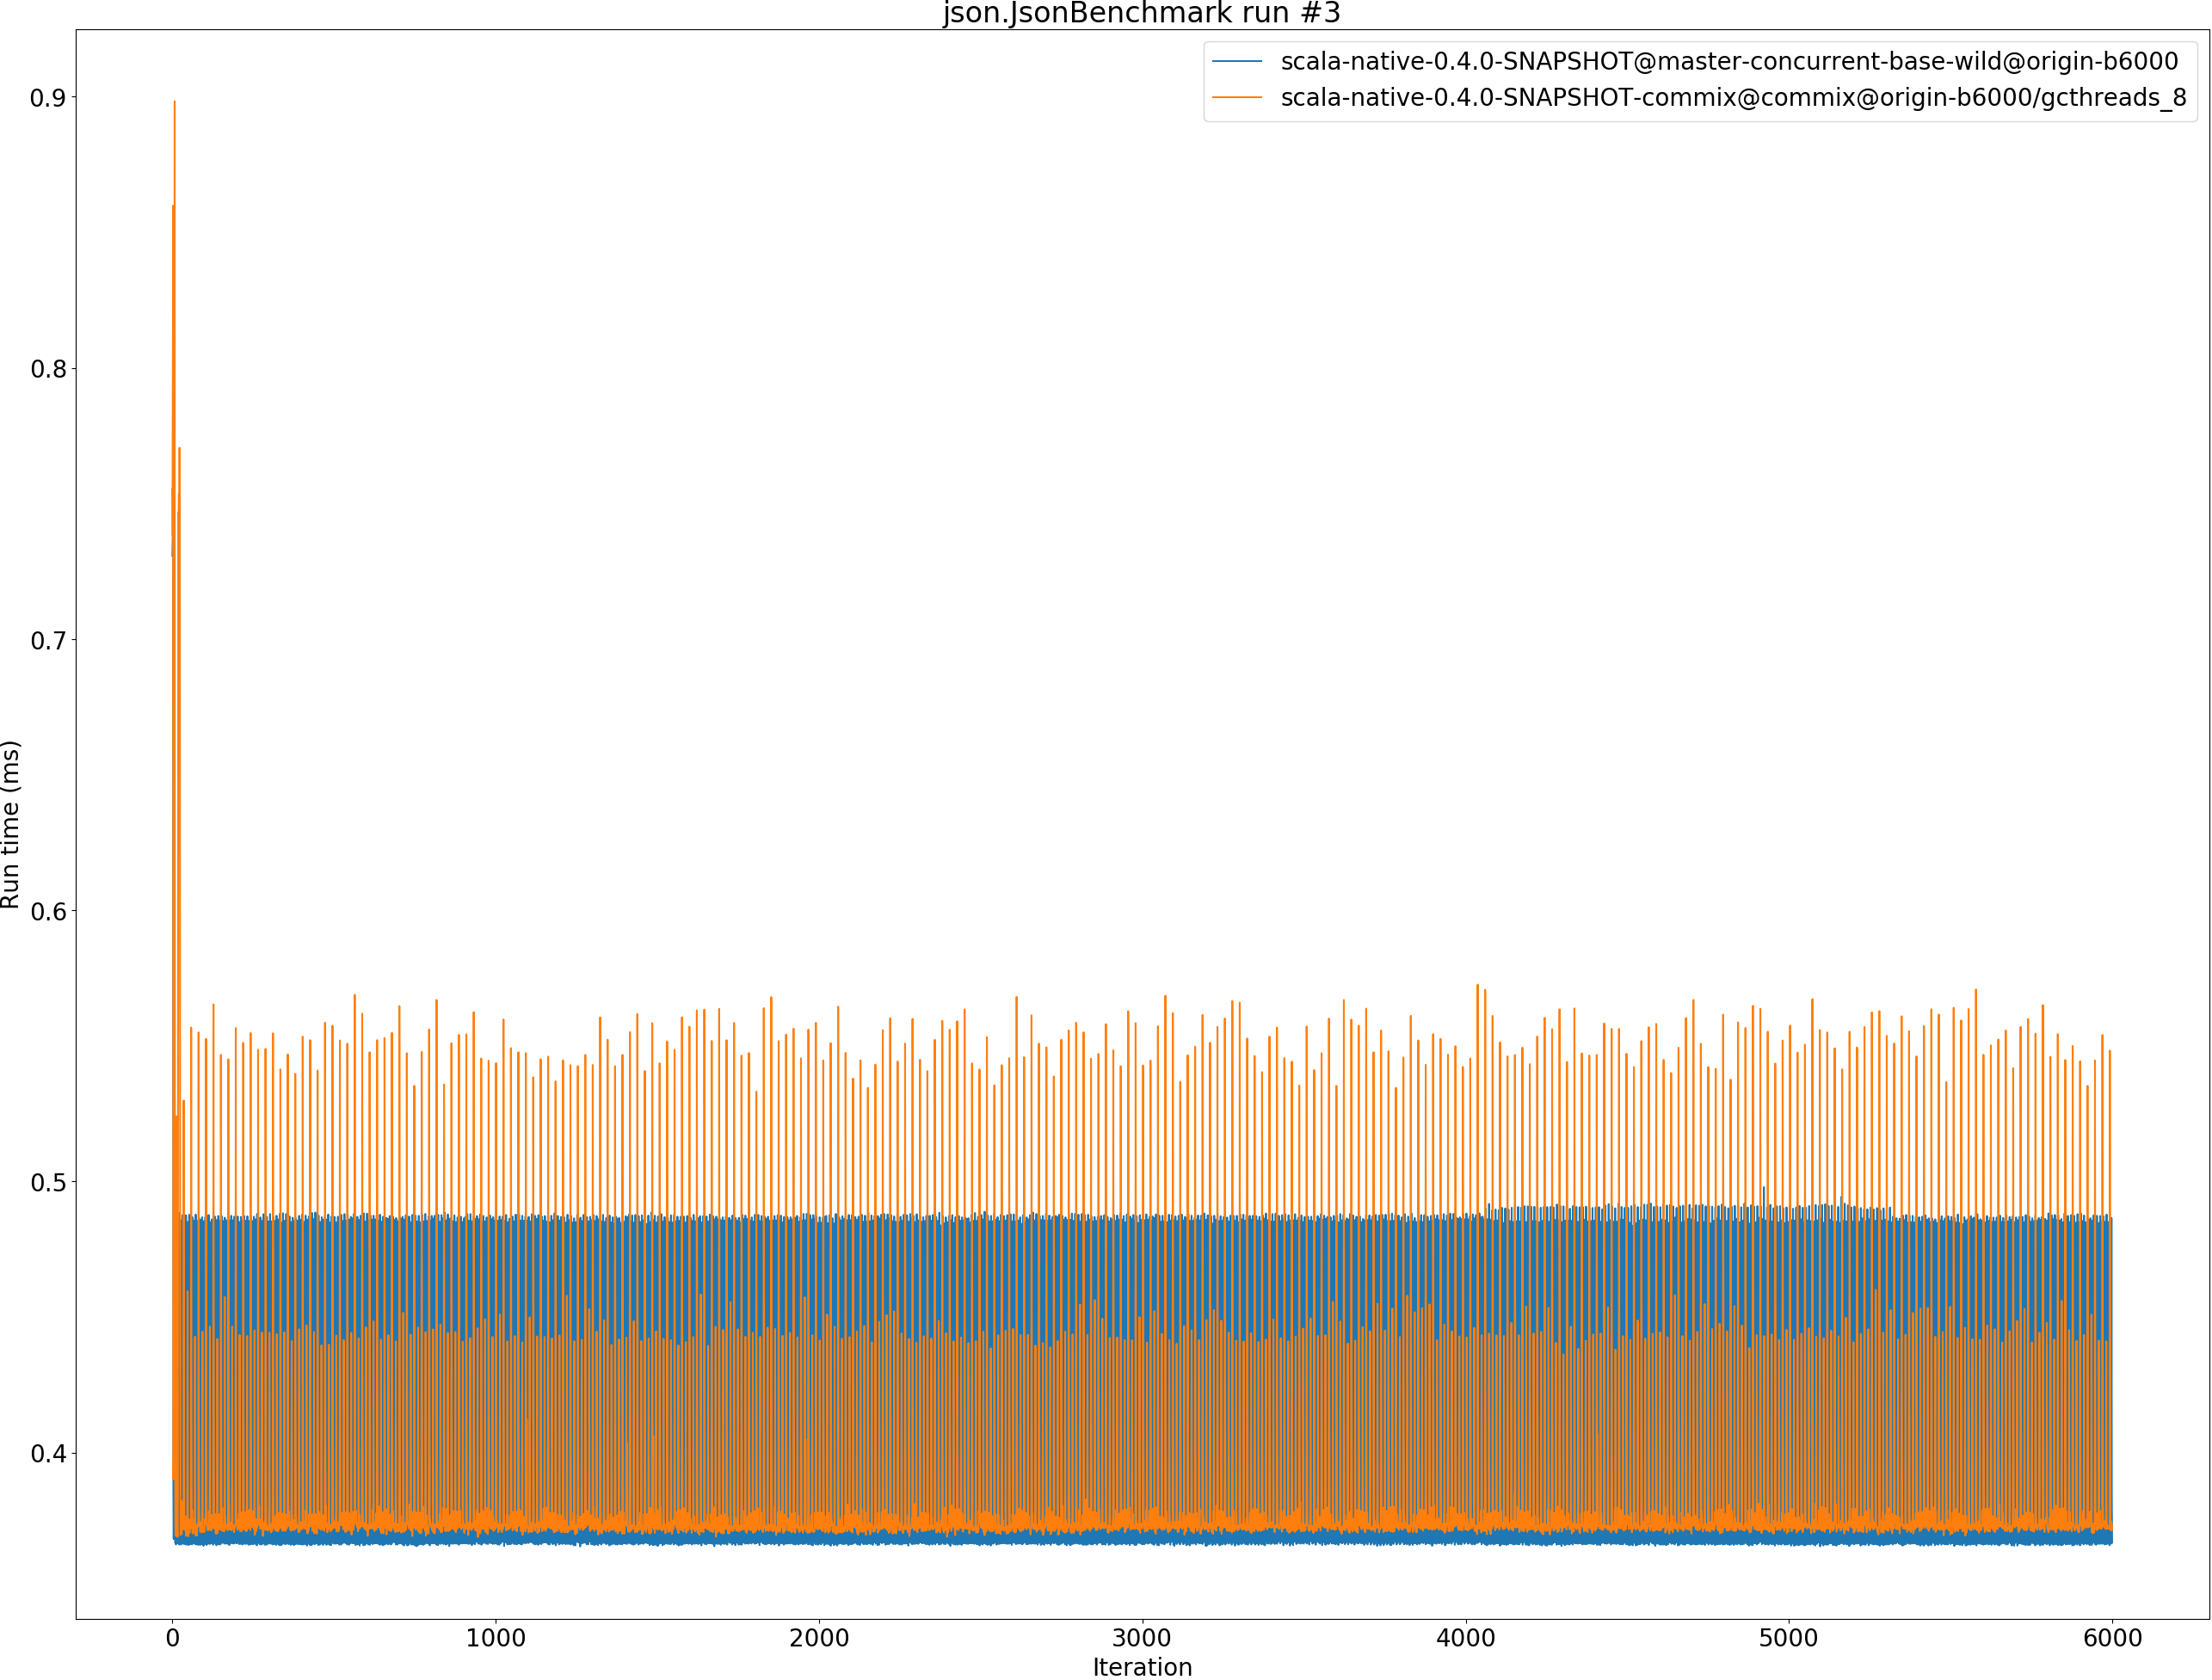 json.JsonBenchmark run #3
scala-native-0.4.0-SNAPSHOT@master-concurrent-base-wild@origin-b6000
scala-native-0.4.0-SNAPSHOT-commix@commix@origin-b6000/gcthreads_8
0.9
0.8
0.7
0.6
0.5
0.4
Run time (ms)
0 1000 2000 3000 4000 5000 6000
Iteration